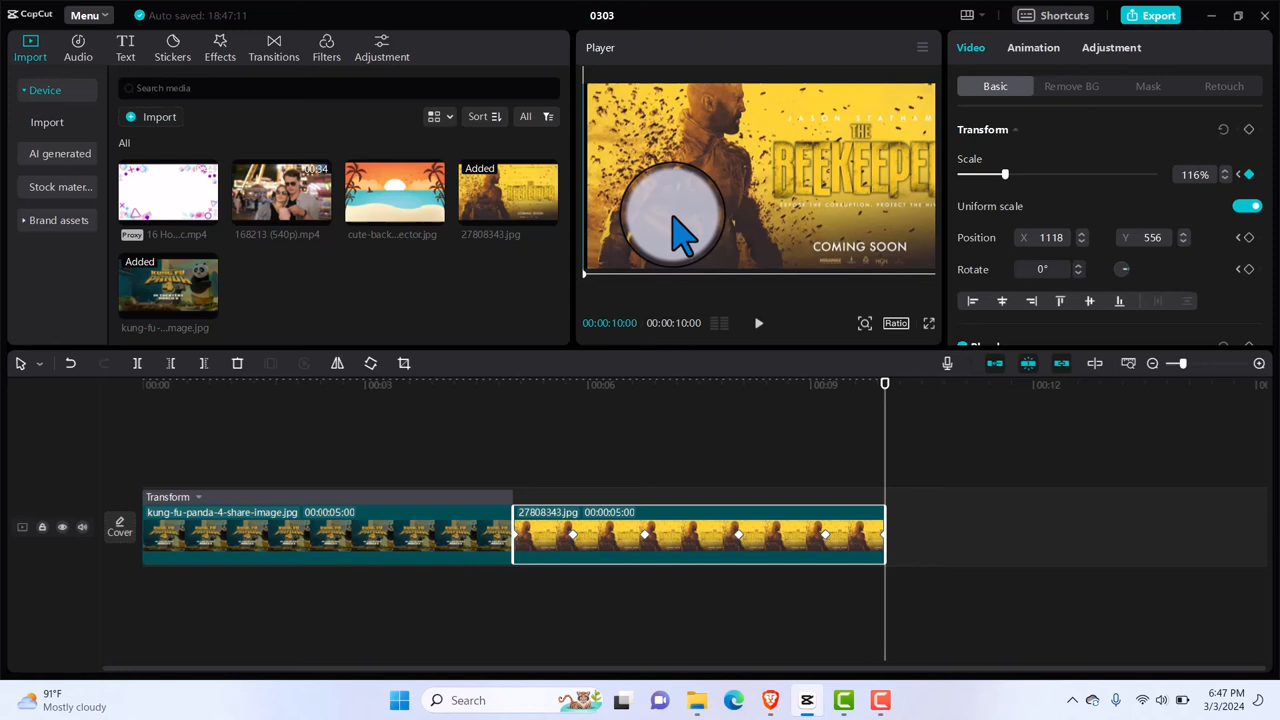 CapCut
Menu
Auto saved: 18:47:11
0303
Shortcuts
Export
Import
Audio
Text
Stickers
Effects
Transitions
Filters
Adjustment
Device
Import
AI generated
Stock mater...
Brand assets
Search media
Import
Sort
All
All
00:34
Added
Proxy
16 Ho...c.mp4
168213 (540p).mp4
cute-back...ector.jpg
27808343.jpg
Added
kung-fu-...mage.jpg
Player
JASON STATHAM
THE
BEEKEEPER
COMING SOON
00:00:10:00
00:00:10:00
Ratio
Video
Animation
Adjustment
Basic
Remove BG
Mask
Retouch
Transform
Scale
116%
Uniform scale
Position
X 1118
Y 556
Rotate
0°
00:00
00:03
00:06
00:09
00:12
Cover
Transform
kung-fu-panda-4-share-image.jpg 00:00:05:00
27808343.jpg 00:00:05:00
91°F
Mostly cloudy
Search
6:47 PM
3/3/2024